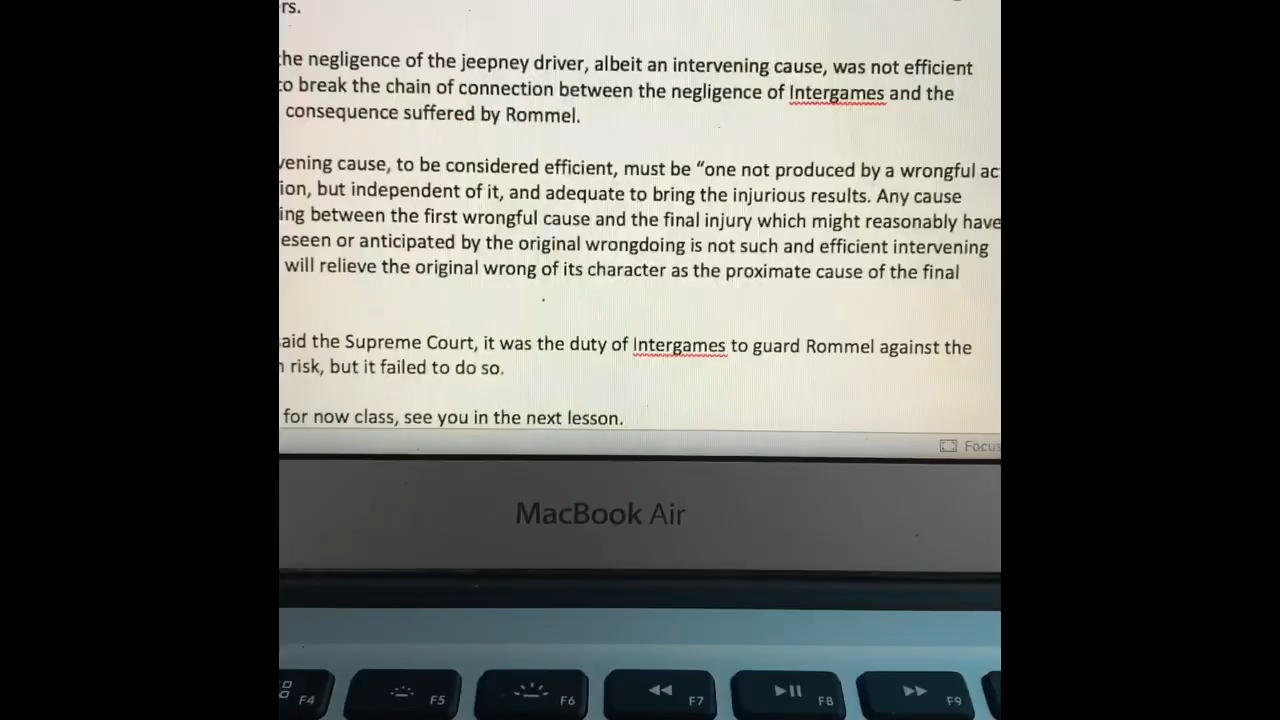 rs.
the negligence of the jeepney driver, albeit an intervening cause, was not efficient
to break the chain of connection between the negligence of Intergames and the
consequence suffered by Rommel.
vening cause, to be considered efficient, must be “one not produced by a wrongful ac
ion, but independent of it, and adequate to bring the injurious results. Any cause
ing between the first wrongful cause and the final injury which might reasonably have
eseen or anticipated by the original wrongdoing is not such and efficient intervening
will relieve the original wrong of its character as the proximate cause of the final
aid the Supreme Court, it was the duty of Intergames to guard Rommel against the
risk, but it failed to do so.
for now class, see you in the next lesson.
Focus
MacBook Air
F4 F5 F6 F7 F8 F9